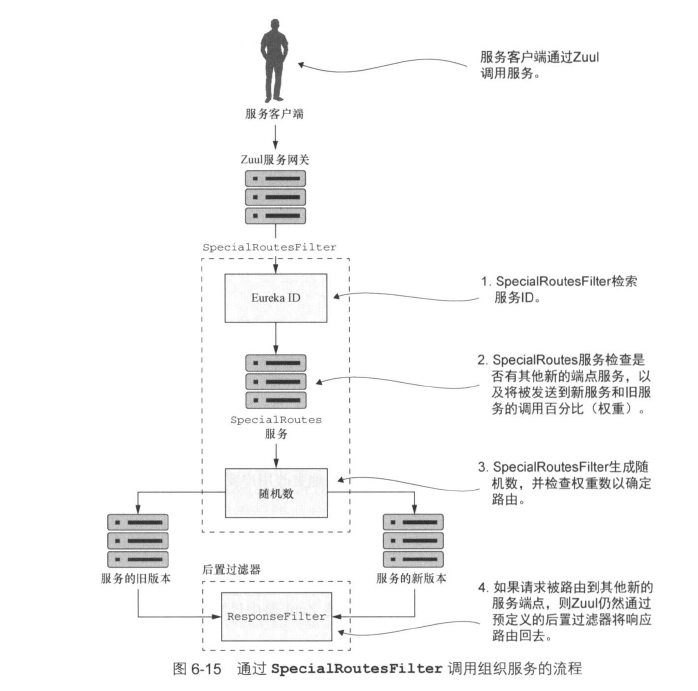 服务客户端通过Zuul
调用服务。
服务客户端
Zuul服务网关
SpecialRoutesFilter
Eureka ID
1. SpecialRoutesFilter检索
服务ID。
2. SpecialRoutes服务检查是
否有其他新的端点服务，以
及将被发送到新服务和旧服
务的调用百分比（权重）。
SpecialRoutes
服务
3. SpecialRoutesFilter生成随
机数，并检查权重数以确定
路由。
随机数
服务的旧版本
服务的新版本
后置过滤器
ResponseFilter
4. 如果请求被路由到其他新的
服务端点，则Zuul仍然通过
预定义的后置过滤器将响应
路由回去。
图 6-15 通过 SpecialRoutesFilter 调用组织服务的流程